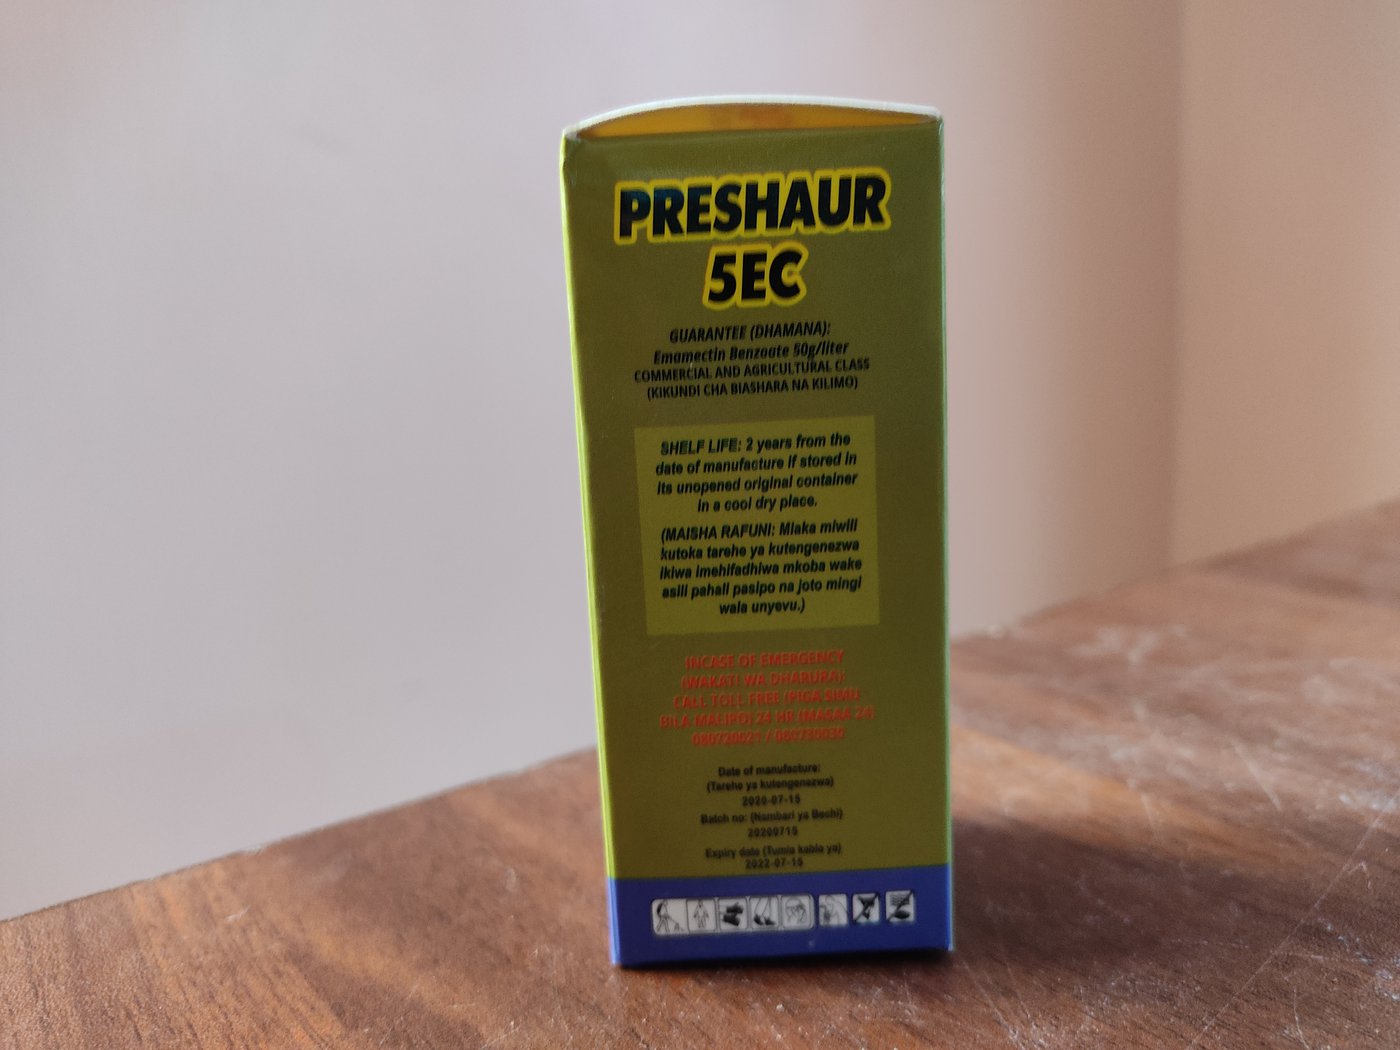 PRESHAUR
5EC
GUARANTEE (DHAMANA):
Emamectin Benzoate 50g/liter
COMMERCIAL AND AGRICULTURAL CLASS
(KIKUNDI CHA BIASHARA NA KILIMO)
SHELF LIFE: 2 years from the
date of manufacture if stored in
its unopened original container
in a cool dry place.
(MAISHA RAFUNI: Miaka miwili
kutoka tarehe ya kutengenezwa
ikiwa imehifadhiwa mkoba wake
asili pahali pasipo na joto mingi
wala unyevu.)
INCASE OF EMERGENCY
(WAKATI WA DHARURA):
CALL TOLL FREE (PIGA SIMU
BILA MALIPO) 24 HR (MASAA 24)
080720021 / 080730030
Date of manufacture:
(Tarehe ya kutengenezwa)
2020-07-15
Batch no: (Nambari ya Bechi)
20200715
Expiry date (Tumia kabla ya)
2022-07-15